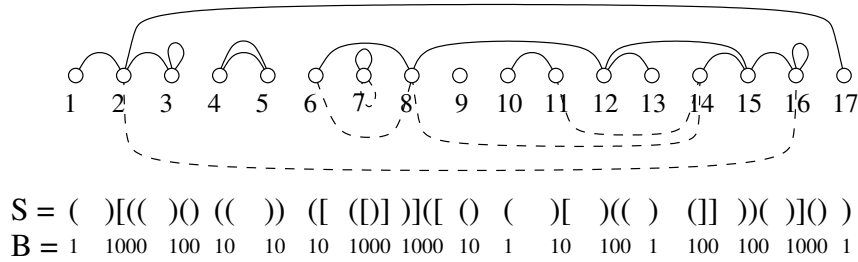 1 2 3 4 5 6 7 8 9 10 11 12 13 14 15 16 17
S = ( )[(( )() (( )) ([ ([)] )]([ () ( )[ )(( ) (]] ))( )]() )
B = 1 1000 100 10 10 10 1000 1000 10 1 10 100 1 100 100 1000 1